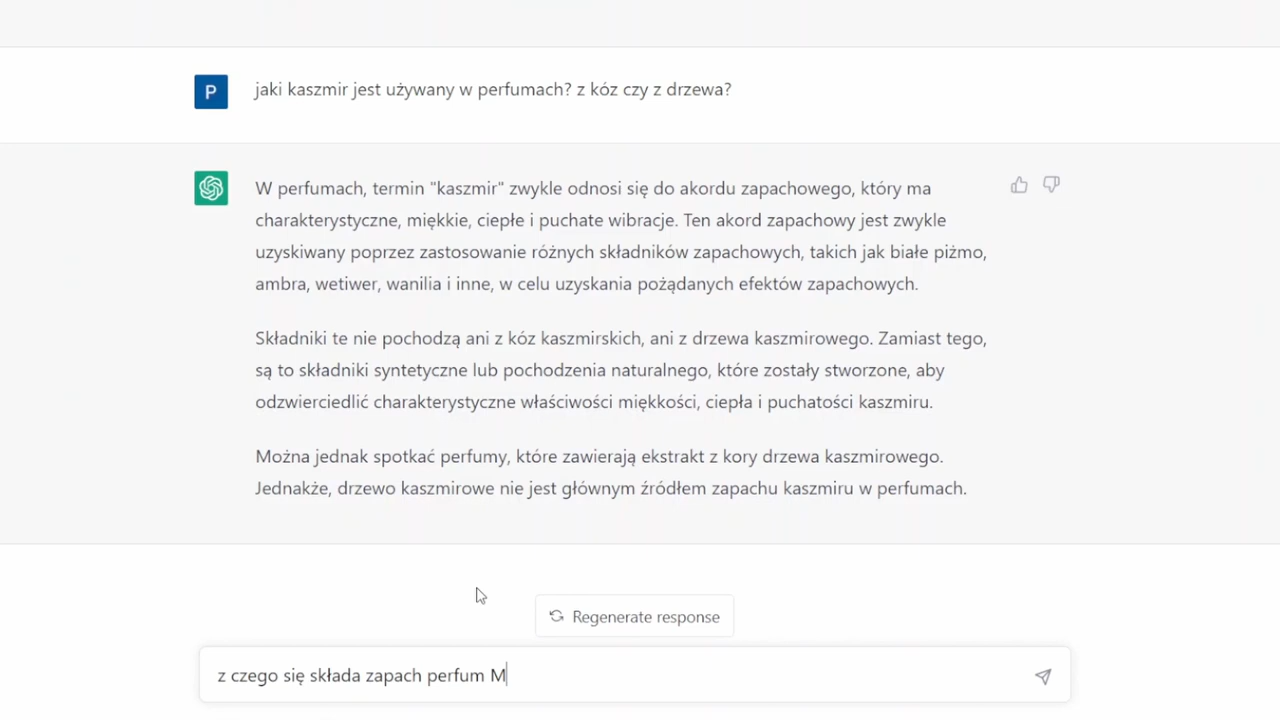 P
jaki kaszmir jest używany w perfumach? z kóz czy z drzewa?
W perfumach, termin "kaszmir" zwykle odnosi się do akordu zapachowego, który ma
charakterystyczne, miękkie, ciepłe i puchate wibracje. Ten akord zapachowy jest zwykle
uzyskiwany poprzez zastosowanie różnych składników zapachowych, takich jak białe piżmo,
ambra, wetiwer, wanilia i inne, w celu uzyskania pożądanych efektów zapachowych.
Składniki te nie pochodzą ani z kóz kaszmirskich, ani z drzewa kaszmirowego. Zamiast tego,
są to składniki syntetyczne lub pochodzenia naturalnego, które zostały stworzone, aby
odzwierciedlić charakterystyczne właściwości miękkości, ciepła i puchatości kaszmiru.
Można jednak spotkać perfumy, które zawierają ekstrakt z kory drzewa kaszmirowego.
Jednakże, drzewo kaszmirowe nie jest głównym źródłem zapachu kaszmiru w perfumach.
Regenerate response
z czego się składa zapach perfum M